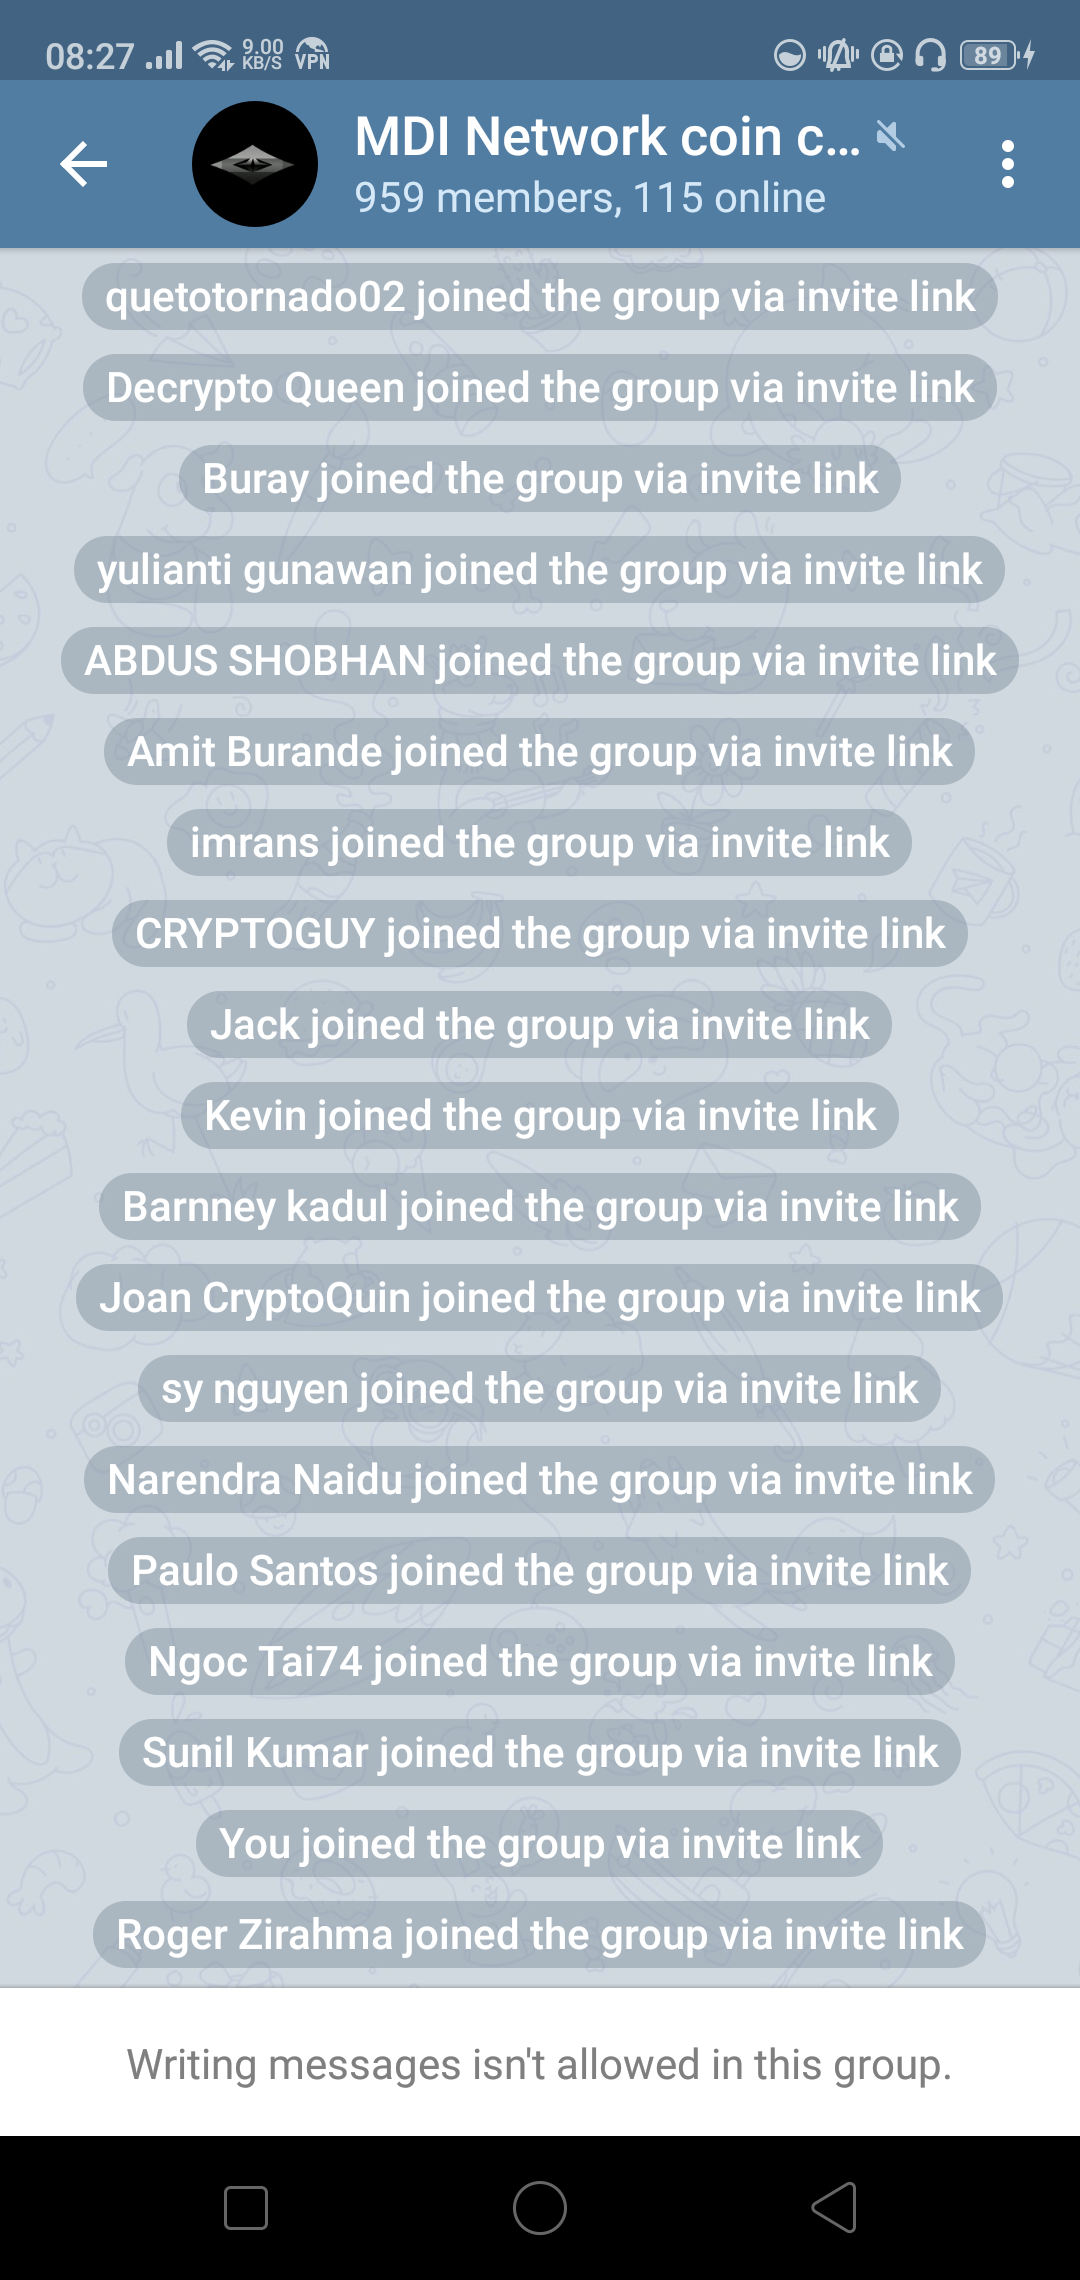 08:27 9.00 KB/S VPN 89
MDI Network coin c...
959 members, 115 online
quetotornado02 joined the group via invite link
Decrypto Queen joined the group via invite link
Buray joined the group via invite link
yulianti gunawan joined the group via invite link
ABDUS SHOBHAN joined the group via invite link
Amit Burande joined the group via invite link
imrans joined the group via invite link
CRYPTOGUY joined the group via invite link
Jack joined the group via invite link
Kevin joined the group via invite link
Barnney kadul joined the group via invite link
Joan CryptoQuin joined the group via invite link
sy nguyen joined the group via invite link
Narendra Naidu joined the group via invite link
Paulo Santos joined the group via invite link
Ngoc Tai74 joined the group via invite link
Sunil Kumar joined the group via invite link
You joined the group via invite link
Roger Zirahma joined the group via invite link
Writing messages isn't allowed in this group.